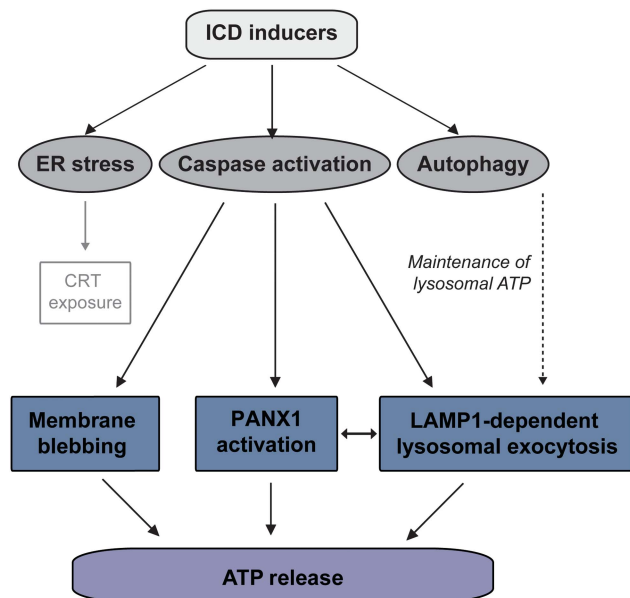 ICD inducers
ER stress
Caspase activation
Autophagy
CRT
exposure
Maintenance of
lysosomal ATP
Membrane
blebbing
PANX1
activation
LAMP1-dependent
lysosomal exocytosis
ATP release